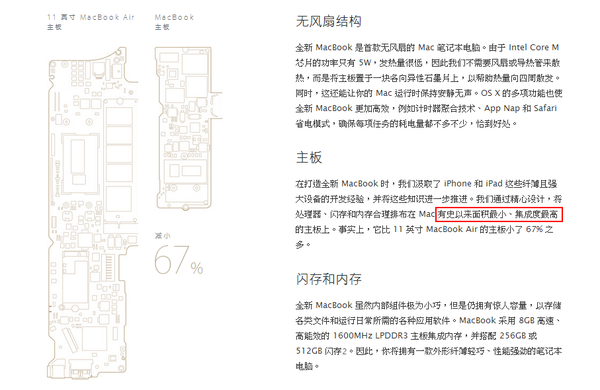 11 英寸 MacBook Air
主板
MacBook
主板
减小
67%
无风扇结构
全新 MacBook 是首款无风扇的 Mac 笔记本电脑。由于 Intel Core M
芯片的功率只有 5W，发热量很低，因此我们不需要风扇或导热管来散
热，而是将主板置于一块各向异性石墨片上，以帮助热量向四周散发。
同时，这还能让你的 Mac 运行时保持安静无声。OS X 的多项功能也使
全新 MacBook 更加高效，例如计时器聚合技术、App Nap 和 Safari
省电模式，确保每项任务的耗电量都不多不少，恰到好处。
主板
在打造全新 MacBook 时，我们汲取了 iPhone 和 iPad 这些纤薄且强
大设备的开发经验，并将这些知识进一步推进。我们通过精心设计，将
处理器、闪存和内存合理排布在 Mac 有史以来面积最小、集成度最高
的主板上。事实上，它比 11 英寸 MacBook Air 的主板小了 67% 之
多。
闪存和内存
全新 MacBook 虽然内部组件极为小巧，但是仍拥有惊人容量，以存储
各类文件和运行日常所需的各种应用软件。MacBook 采用 8GB 高速、
高能效的 1600MHz LPDDR3 主板集成内存，并搭配 256GB 或
512GB 闪存2。因此，你将拥有一款外形纤薄轻巧、性能强劲的笔记本
电脑。